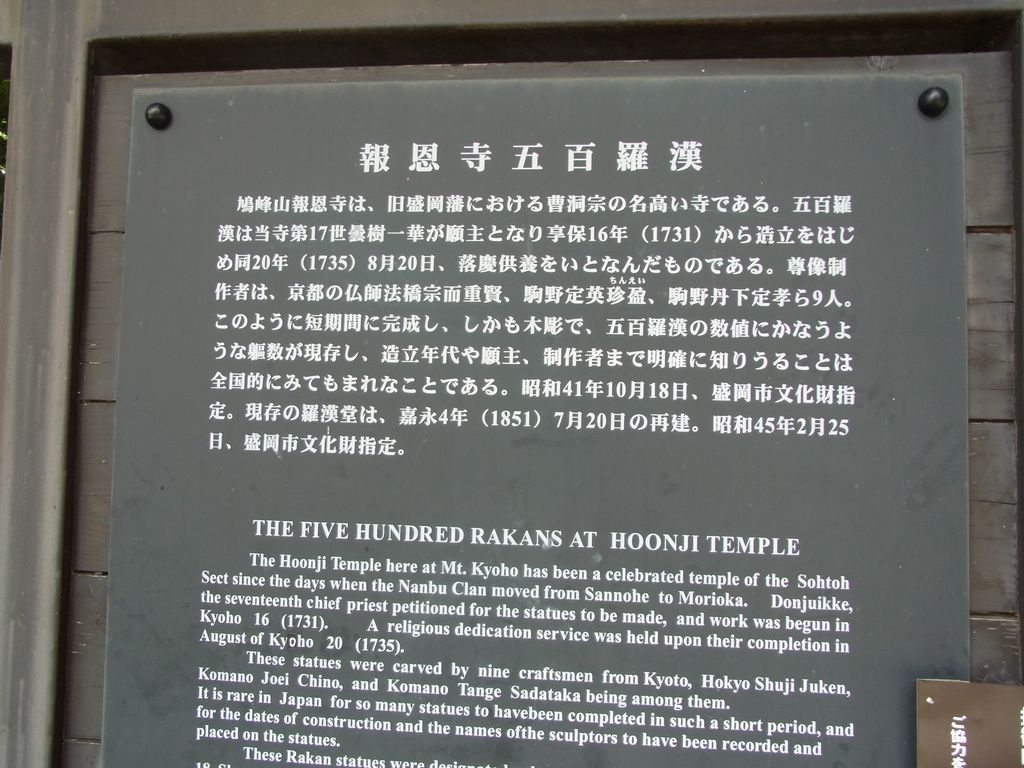 報恩寺五百羅漢
鳩峰山報恩寺は、旧盛岡藩における曹洞宗の名高い寺である。五百羅
漢は当寺第17世曇樹一華が願主となり享保16年（1731）から造立をはじ
め同20年（1735）8月20日、落慶供養をいとなんだものである。尊像制
ちんえい
作者は、京都の仏師法橋宗而重賢、駒野定英珍盈、駒野丹下定孝ら9人。
このように短期間に完成し、しかも木彫で、五百羅漢の数値にかなうよ
うな軀数が現存し、造立年代や願主、制作者まで明確に知りうることは
全国的にみてもまれなことである。昭和41年10月18日、盛岡市文化財指
定。現存の羅漢堂は、嘉永4年（1851）7月20日の再建。昭和45年2月25
日、盛岡市文化財指定。
THE FIVE HUNDRED RAKANS AT HOONJI TEMPLE
The Hoonji Temple here at Mt. Kyoho has been a celebrated temple of the Sohtoh
Sect since the days when the Nanbu Clan moved from Sannohe to Morioka. Donjuikke,
the seventeenth chief priest petitioned for the statues to be made, and work was begun in
Kyoho 16 (1731). A religious dedication service was held upon their completion in
August of Kyoho 20 (1735).
These statues were carved by nine craftsmen from Kyoto, Hokyo Shuji Juken,
Komano Joei Chino, and Komano Tange Sadataka being among them.
It is rare in Japan for so many statues to havebeen completed in such a short period, and
for the dates of construction and the names ofthe sculptors to have been recorded and
placed on the statues.
These Rakan statues were
ご協力を